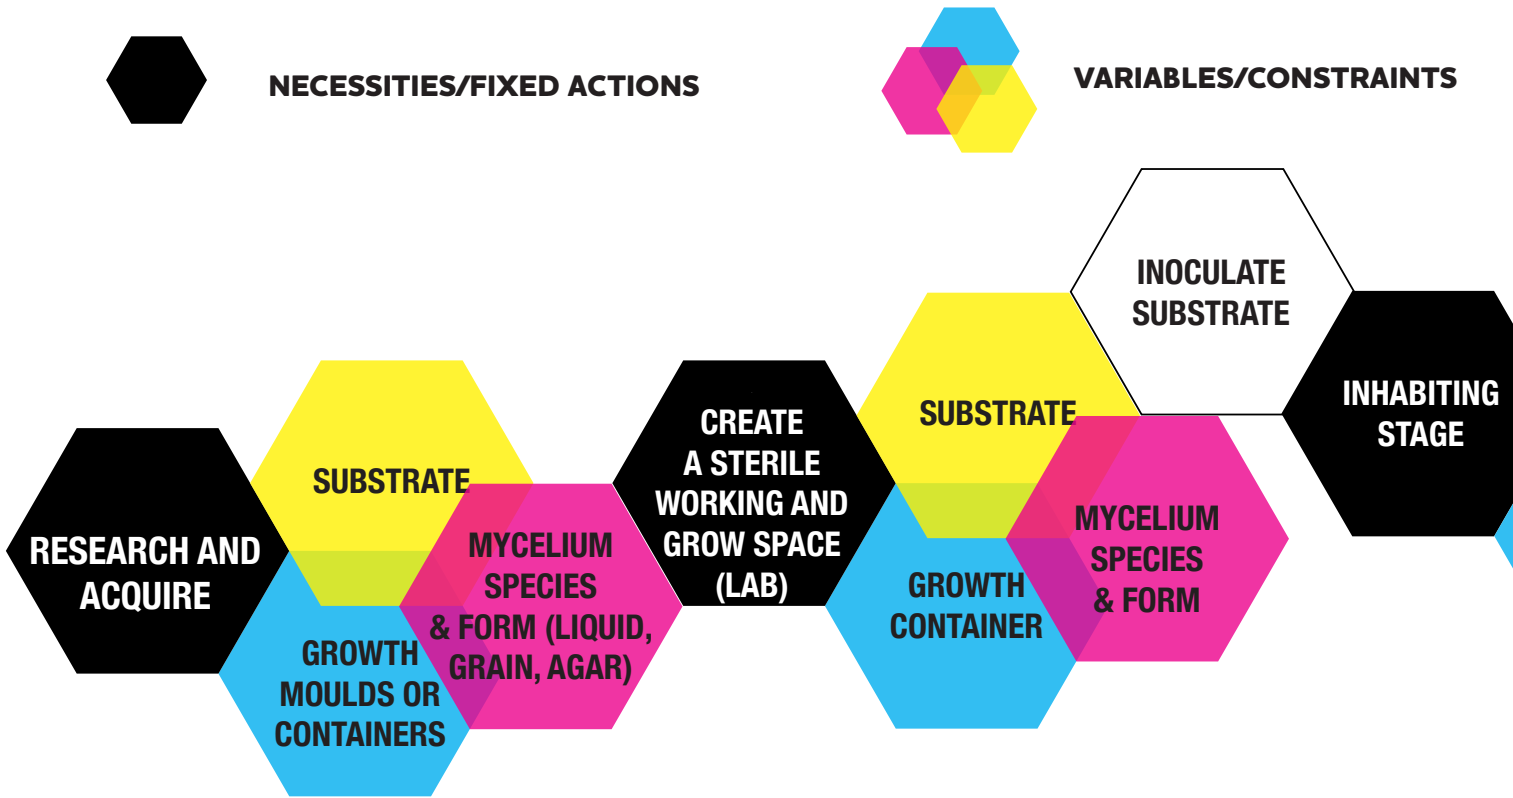 NECESSITIES/FIXED ACTIONS
VARIABLES/CONSTRAINTS
RESEARCH AND
ACQUIRE
SUBSTRATE
GROWTH
MOULDS OR
CONTAINERS
MYCELIUM
SPECIES
& FORM (LIQUID,
GRAIN, AGAR)
CREATE
A STERILE
WORKING AND
GROW SPACE
(LAB)
SUBSTRATE
GROWTH
CONTAINER
MYCELIUM
SPECIES
& FORM
INOCULATE
SUBSTRATE
INHABITING
STAGE